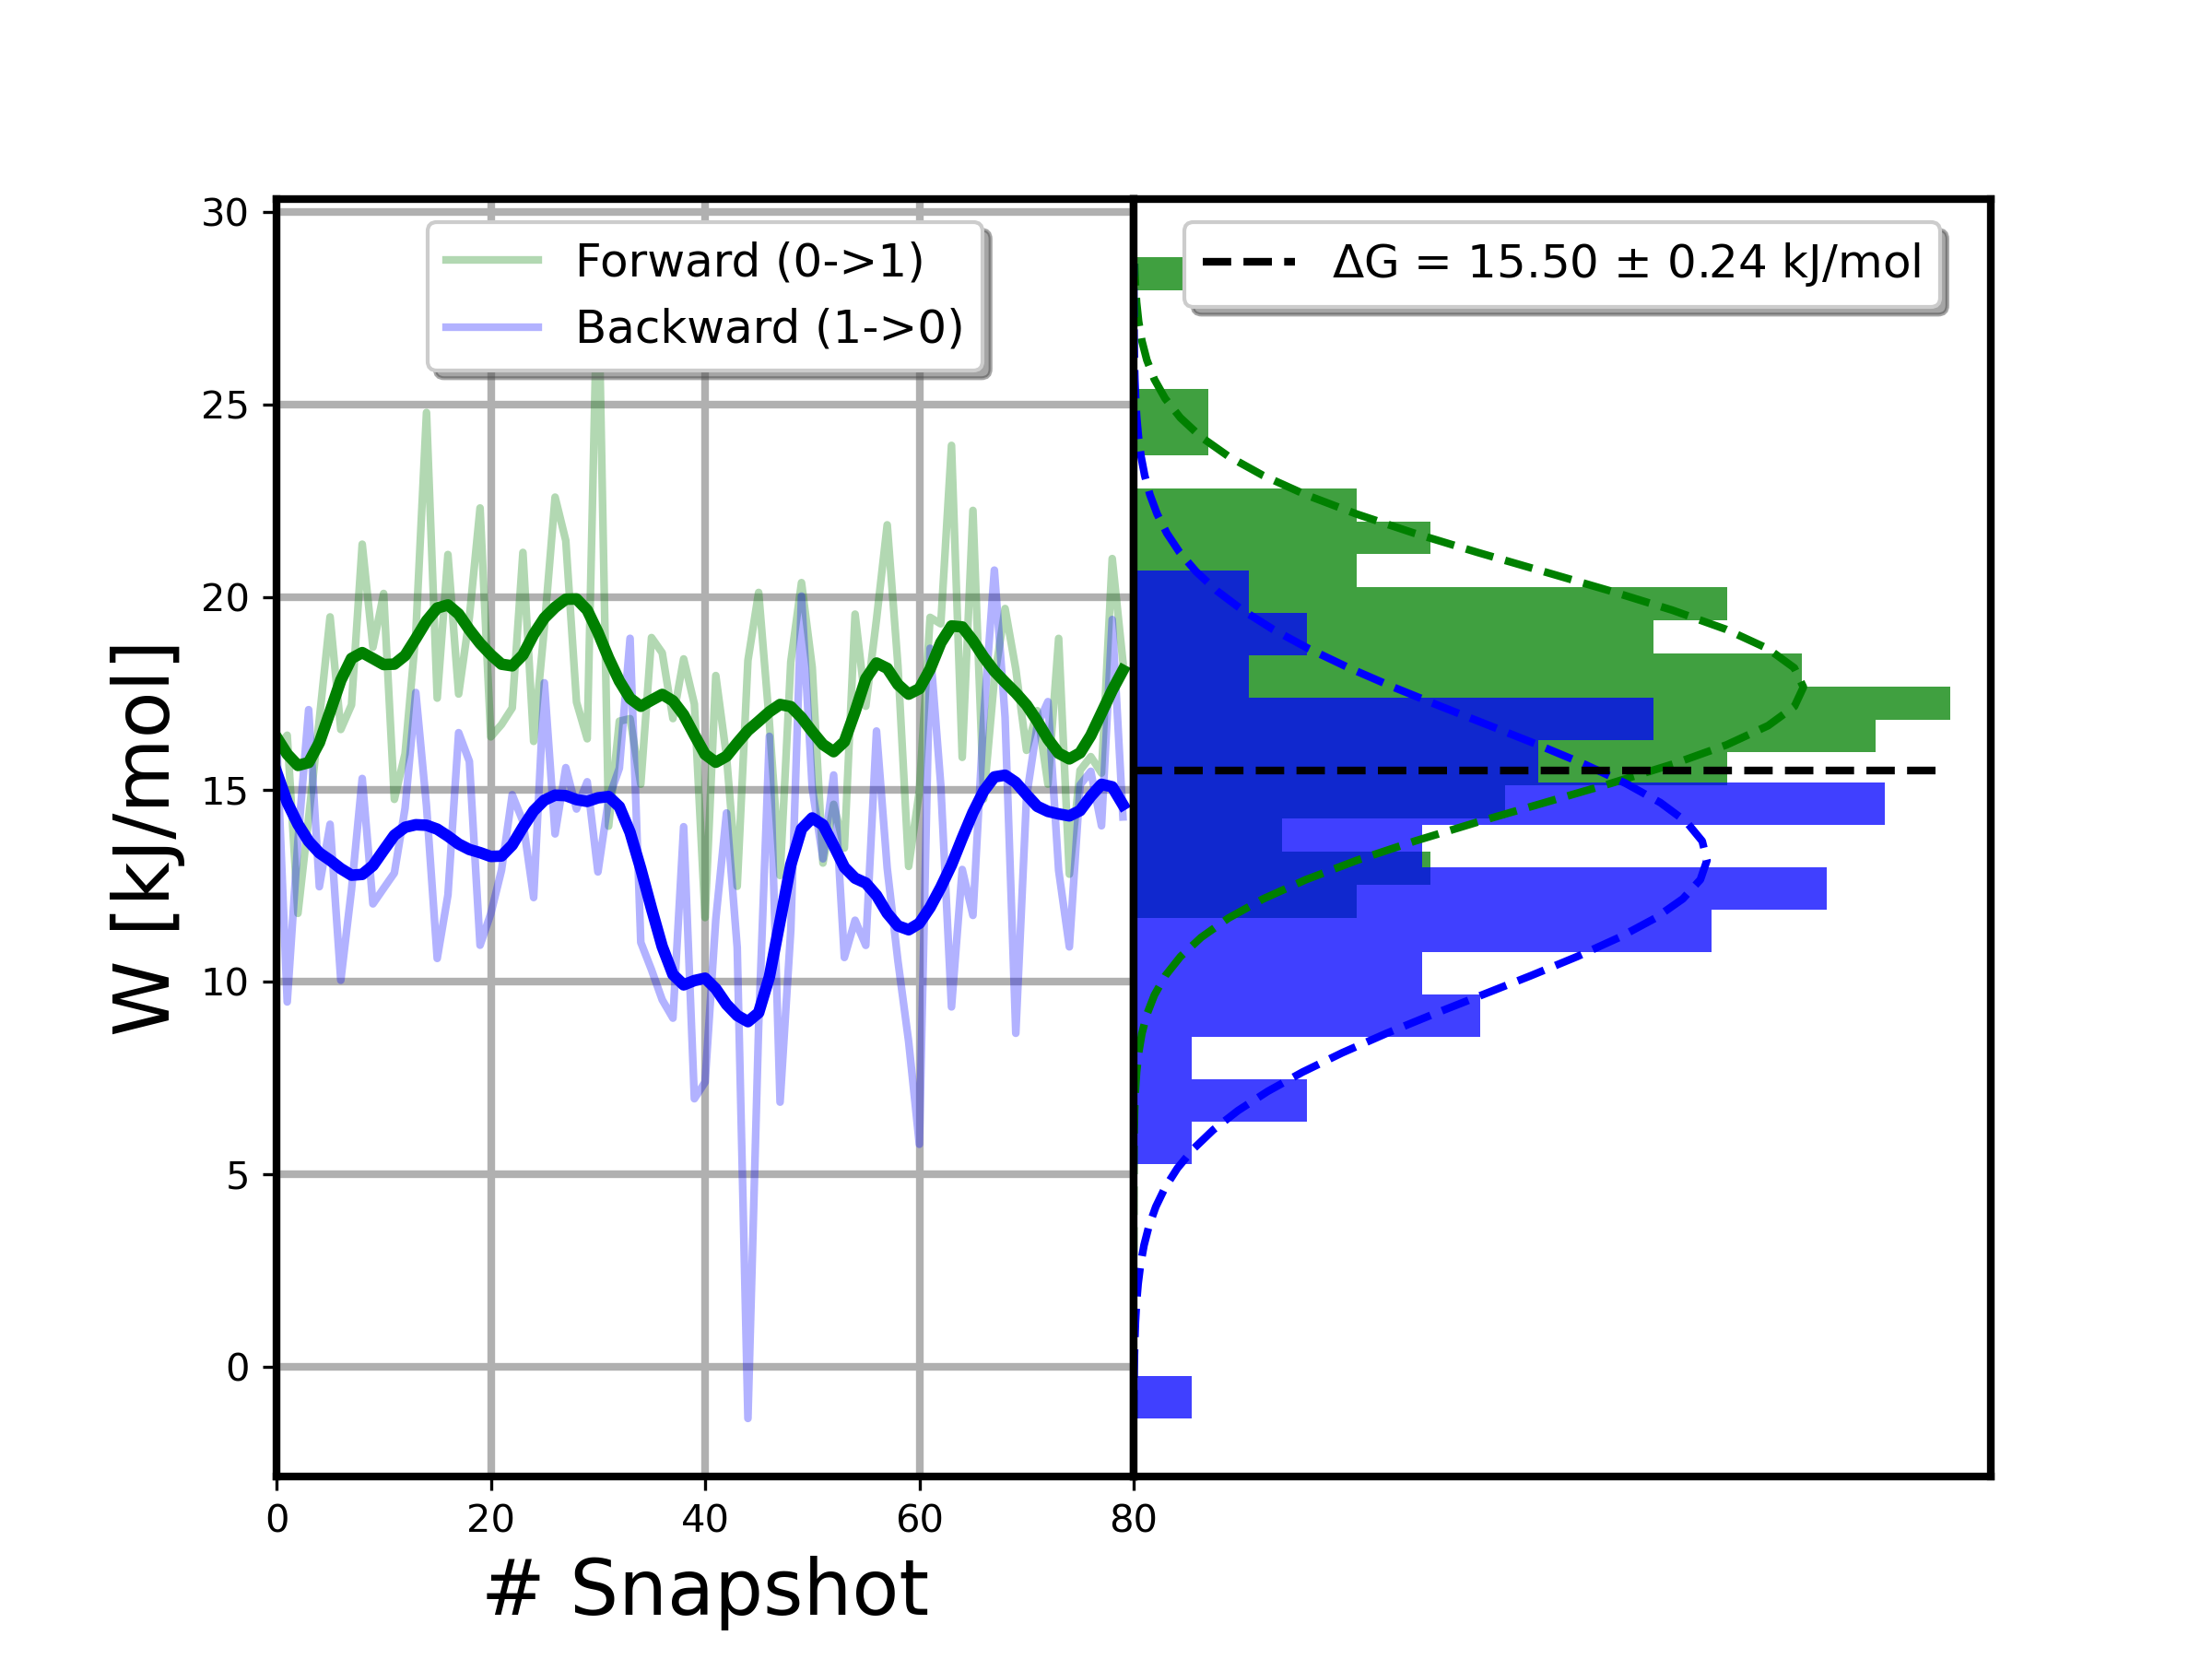 Forward (0->1)
Backward (1->0)
ΔG = 15.50 ± 0.24 kJ/mol
W [kJ/mol]
30
25
20
15
10
5
0
0 20 40 60 80
# Snapshot